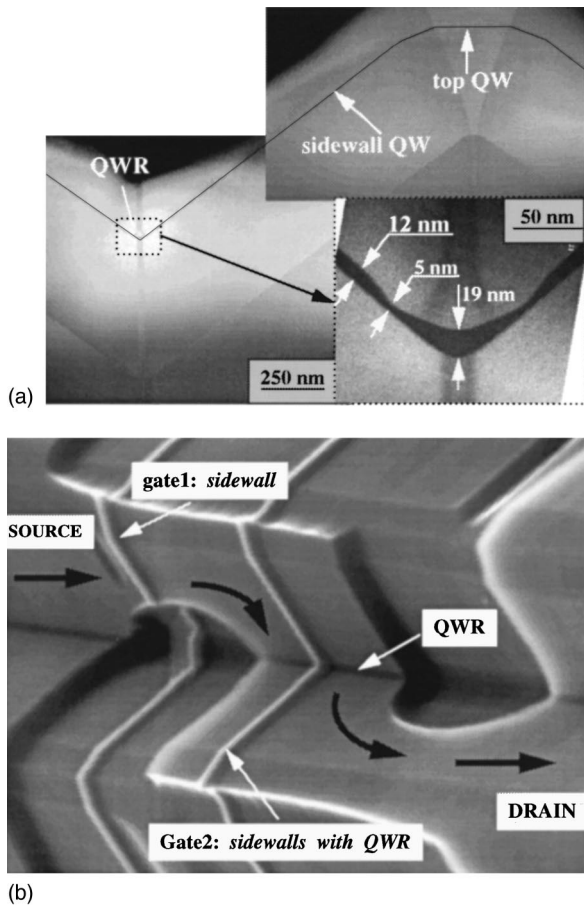 top QW
sidewall QW
QWR
50 nm
12 nm
5 nm
19 nm
250 nm
(a)
gate1: sidewall
SOURCE
QWR
DRAIN
Gate2: sidewalls with QWR
(b)